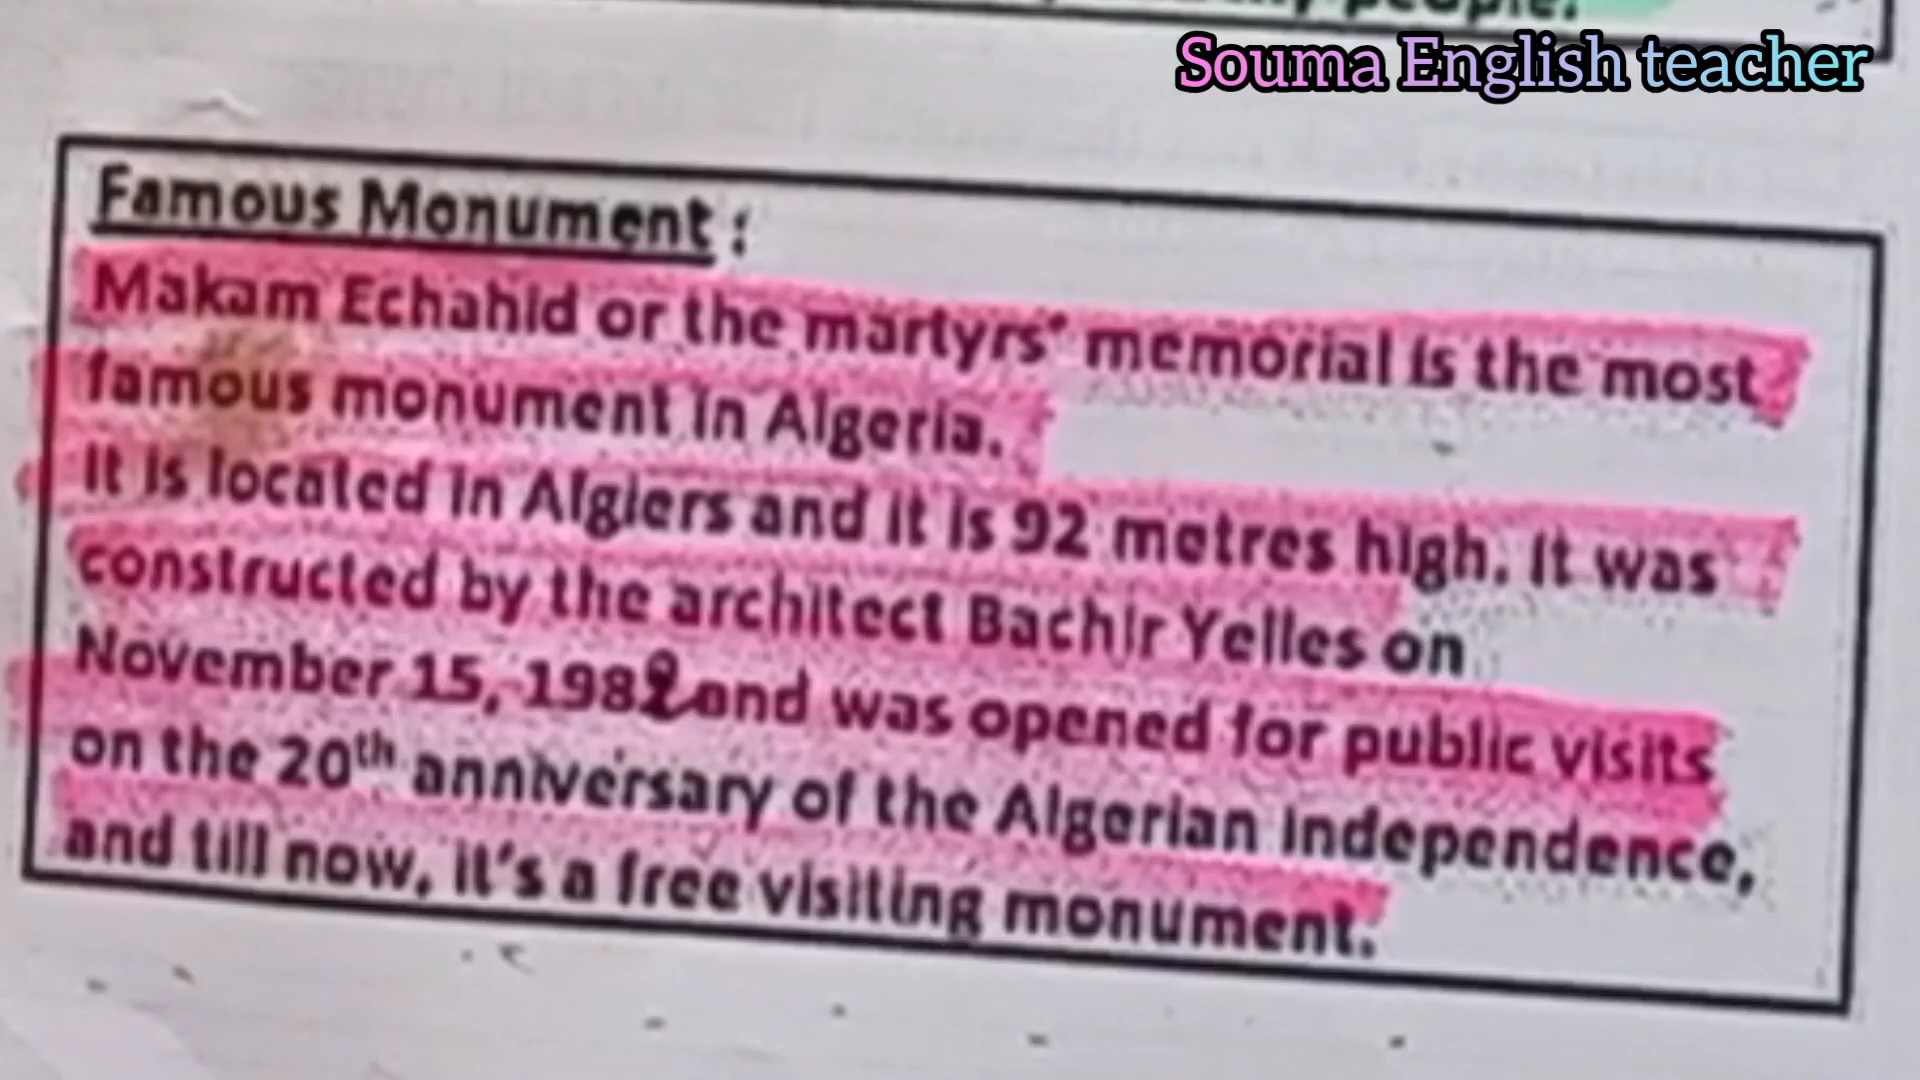 people.
Souma English teacher
Famous Monument :
Makam Echahid or the martyrs' memorial is the most
famous monument in Algeria.
It is located in Algiers and it is 92 metres high. It was
constructed by the architect Bachir Yelles on
November 15, 1982 and was opened for public visits
on the 20th anniversary of the Algerian independence,
and till now, it's a free visiting monument.